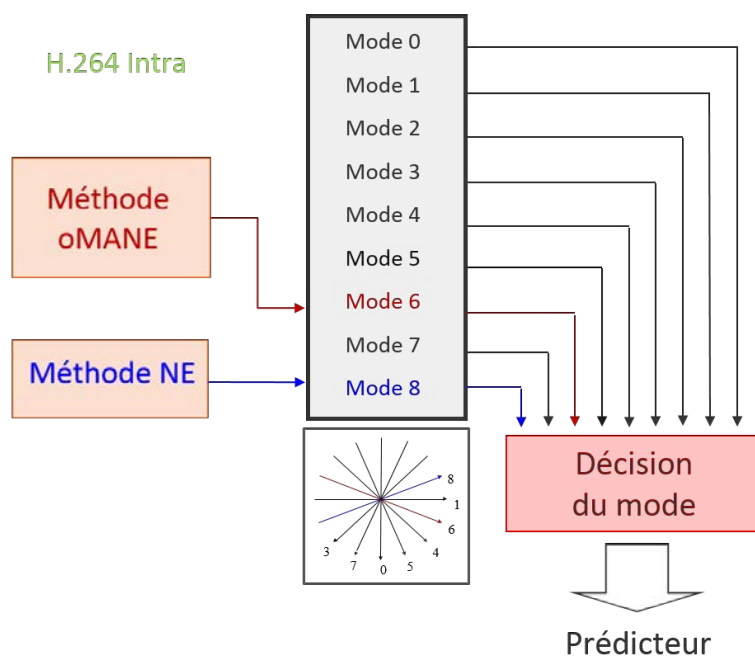 H.264 Intra
Méthode
oMANE
Méthode NE
Mode 0
Mode 1
Mode 2
Mode 3
Mode 4
Mode 5
Mode 6
Mode 7
Mode 8
8
1
6
3
4
7
5
0
Décision
du mode
Prédicteur